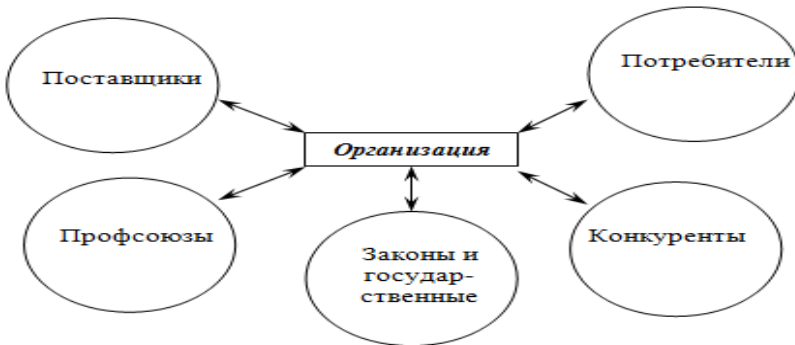 Поставщики
Потребители
Организация
Профсоюзы
Законы и
государ-
ственные
Конкуренты